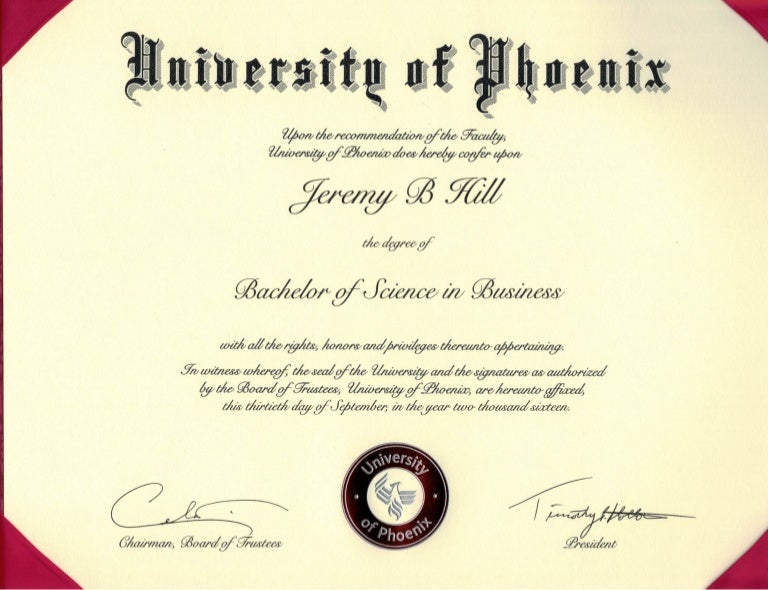 University of Phoenix
Upon the recommendation of the Faculty,
University of Phoenix does hereby confer upon
Jeremy B Hill
the degree of
Bachelor of Science in Business
with all the rights, honors and privileges thereunto appertaining.
In witness whereof, the seal of the University and the signatures as authorized
by the Board of Trustees, University of Phoenix, are hereunto affixed,
this thirtieth day of September, in the year two thousand sixteen.
University
of Phoenix
Timothy
Chairman, Board of Trustees
President